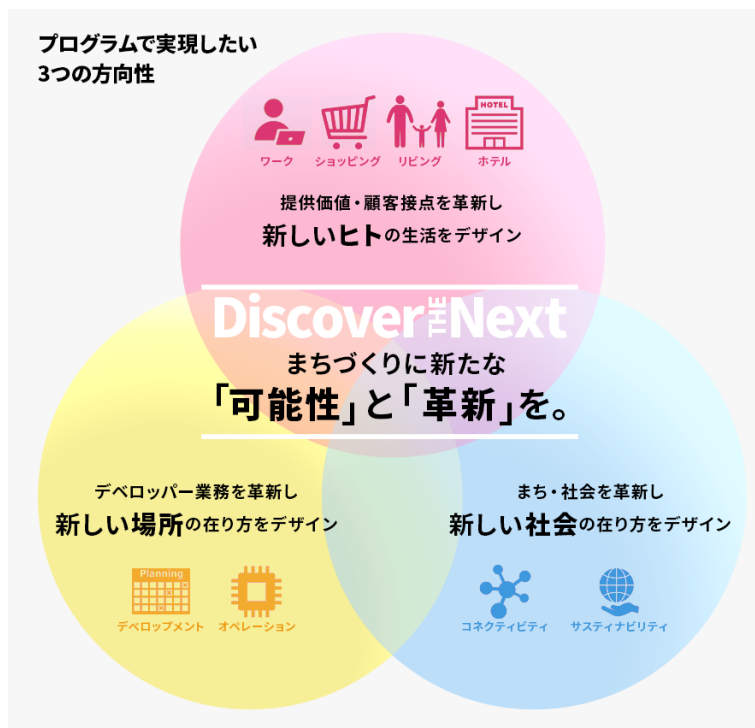 プログラムで実現したい
3つの方向性
HOTEL
ワーク ショッピング リビング ホテル
提供価値・顧客接点を革新し
新しいヒトの生活をデザイン
Discover THE Next
まちづくりに新たな
「可能性」と「革新」を。
デベロッパー業務を革新し
新しい場所の在り方をデザイン
Planning
デベロップメント オペレーション
まち・社会を革新し
新しい社会の在り方をデザイン
コネクティビティ サスティナビリティ